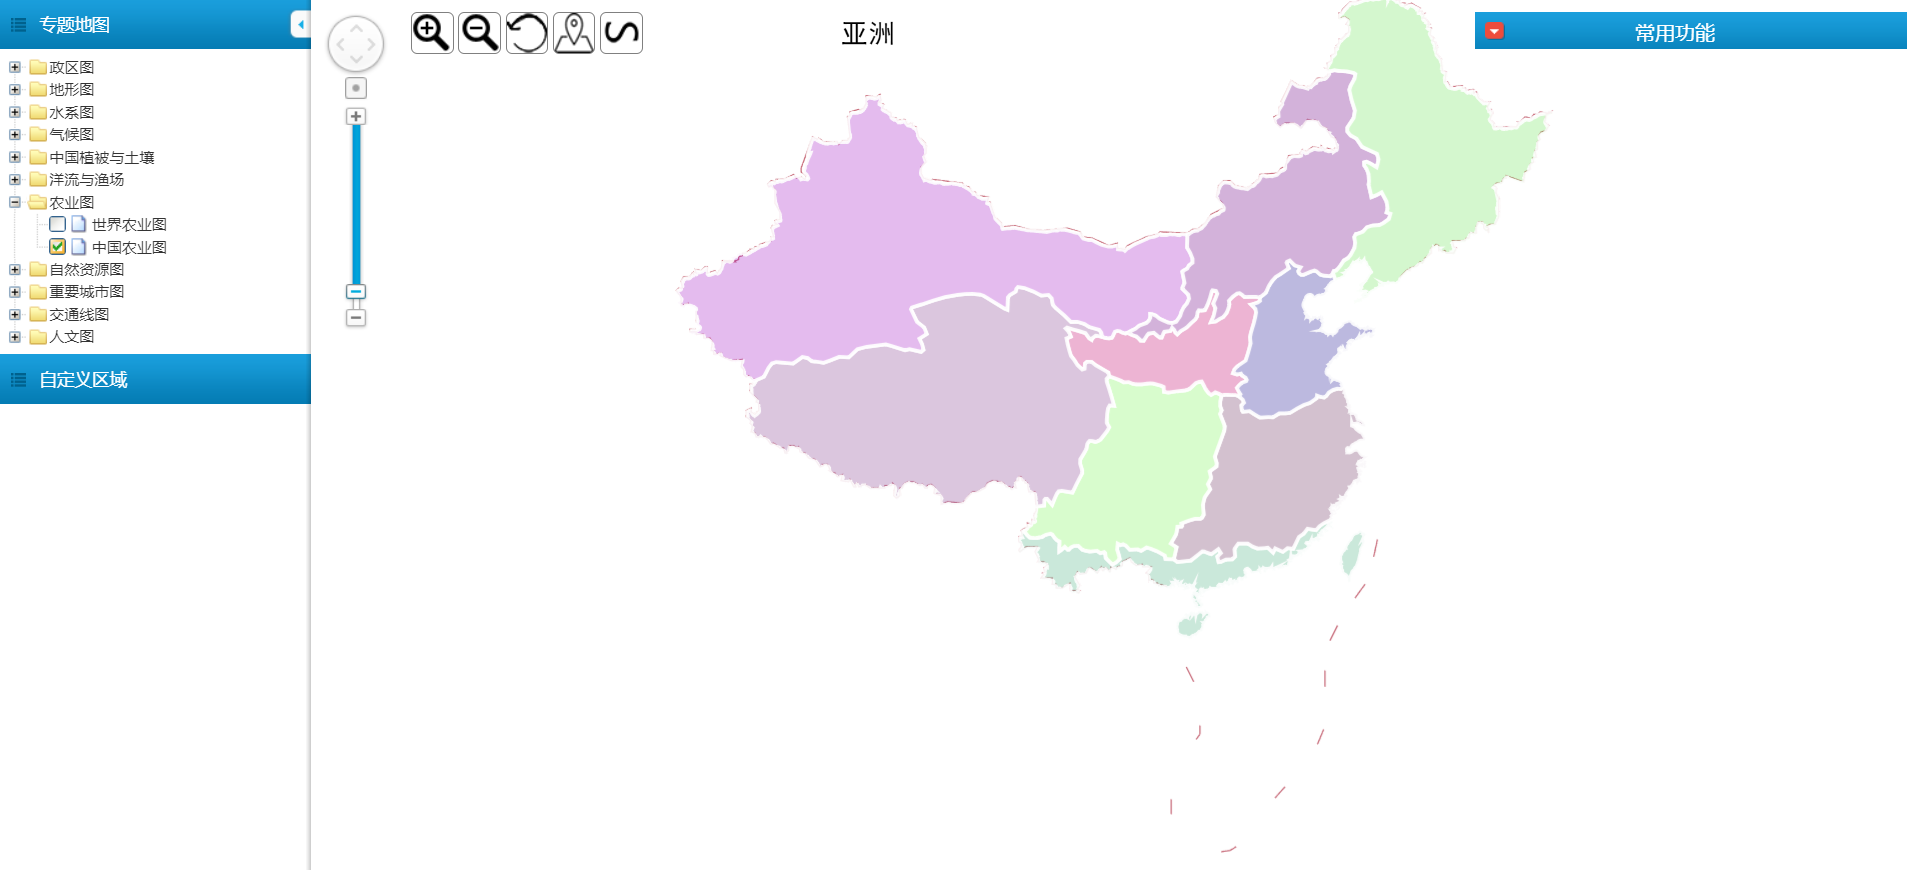 专题地图
政区图
地形图
水系图
气候图
中国植被与土壤
洋流与渔场
农业图
世界农业图
中国农业图
自然资源图
重要城市图
交通线图
人文图
自定义区域
亚洲
常用功能